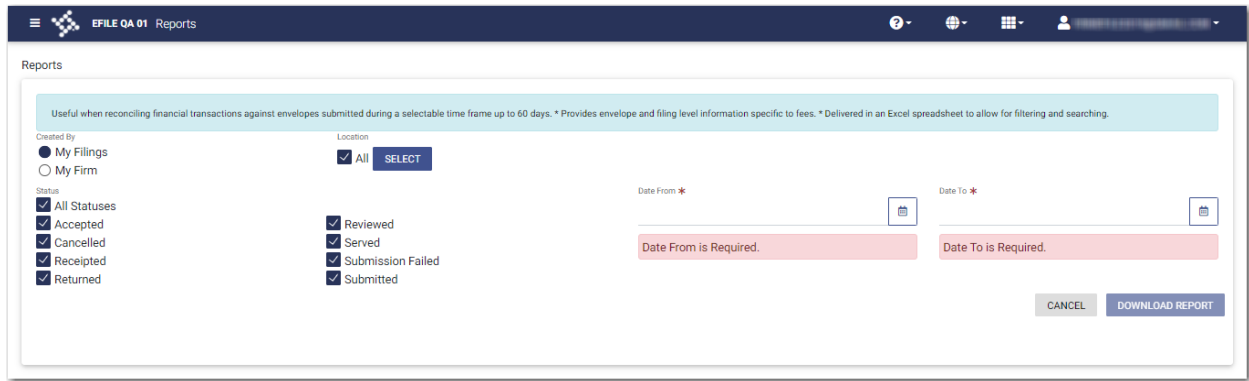 EFILE QA 01 Reports
Reports
Useful when reconciling financial transactions against envelopes submitted during a selectable time frame up to 60 days. * Provides envelope and filing level information specific to fees. * Delivered in an Excel spreadsheet to allow for filtering and searching.
Created By
Location
My Filings
All SELECT
My Firm
Status
Date From *
Date To *
All Statuses
Accepted
Reviewed
Cancelled
Served
Date From is Required.
Date To is Required.
Receipted
Submission Failed
Returned
Submitted
CANCEL DOWNLOAD REPORT